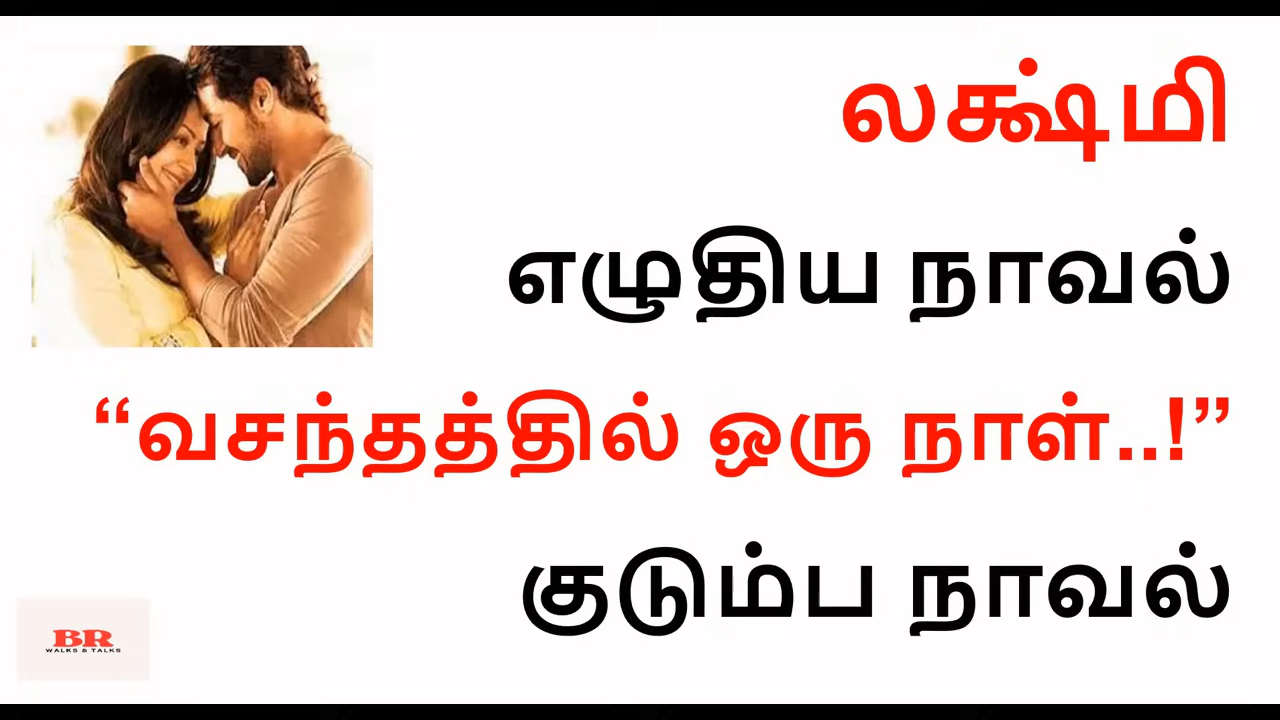 லக்ஷ்மி
எழுதிய நாவல்
“வசந்தத்தில் ஒரு நாள்..!”
குடும்ப நாவல்
BR
WALKS & TALKS